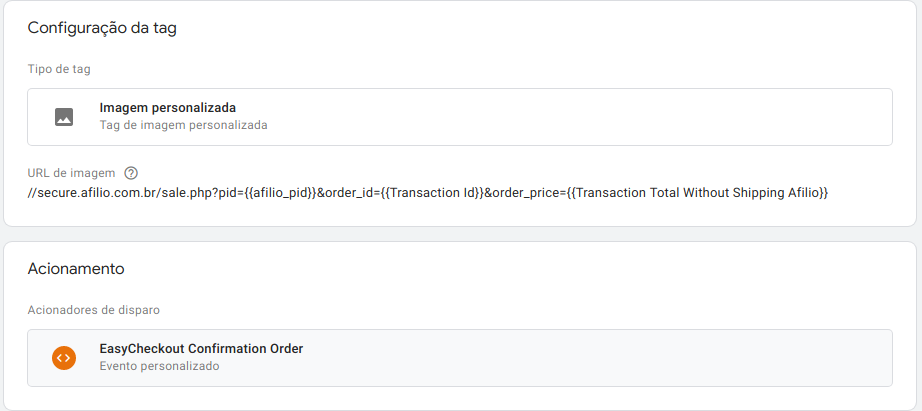 Configuração da tag
Tipo de tag
Imagem personalizada
Tag de imagem personalizada
URL de imagem
//secure.afilio.com.br/sale.php?pid={{afilio_pid}}&order_id={{Transaction Id}}&order_price={{Transaction Total Without Shipping Afilio}}
Acionamento
Acionadores de disparo
EasyCheckout Confirmation Order
Evento personalizado